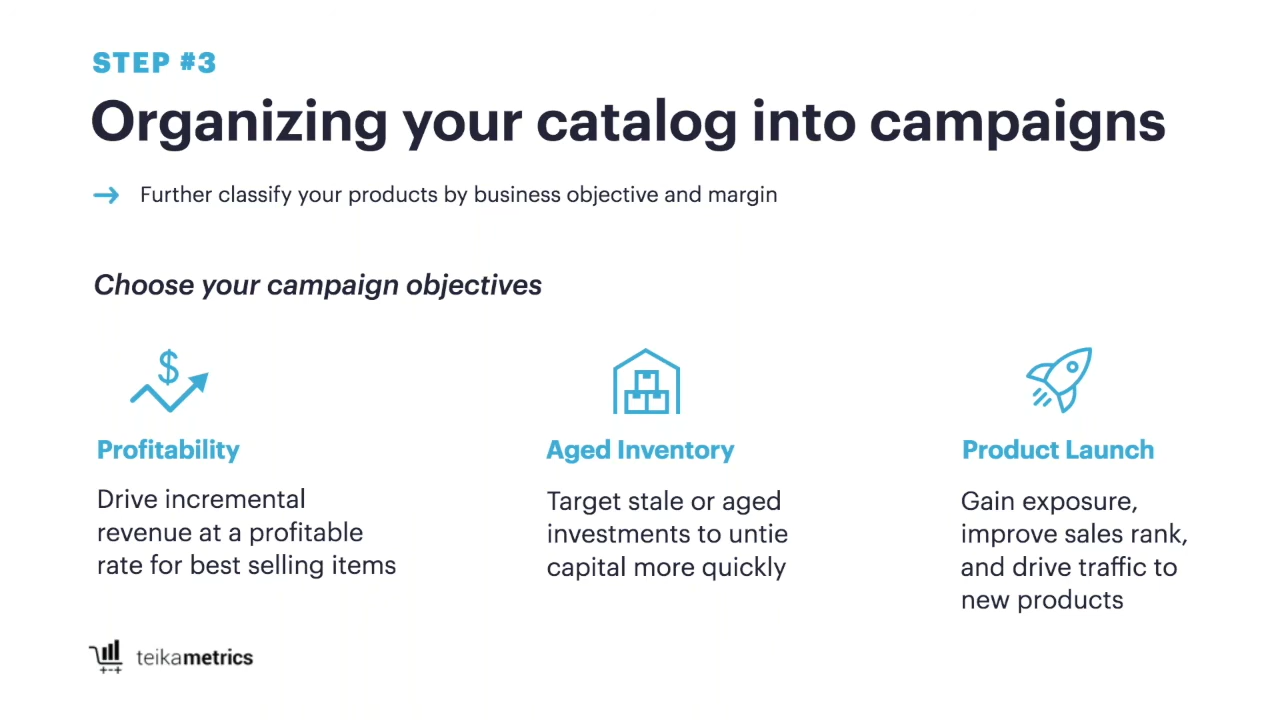 STEP #3
Organizing your catalog into campaigns
Further classify your products by business objective and margin
Choose your campaign objectives
$
Profitability
Drive incremental
revenue at a profitable
rate for best selling items
Aged Inventory
Target stale or aged
investments to untie
capital more quickly
Product Launch
Gain exposure,
improve sales rank,
and drive traffic to
new products
teikametrics